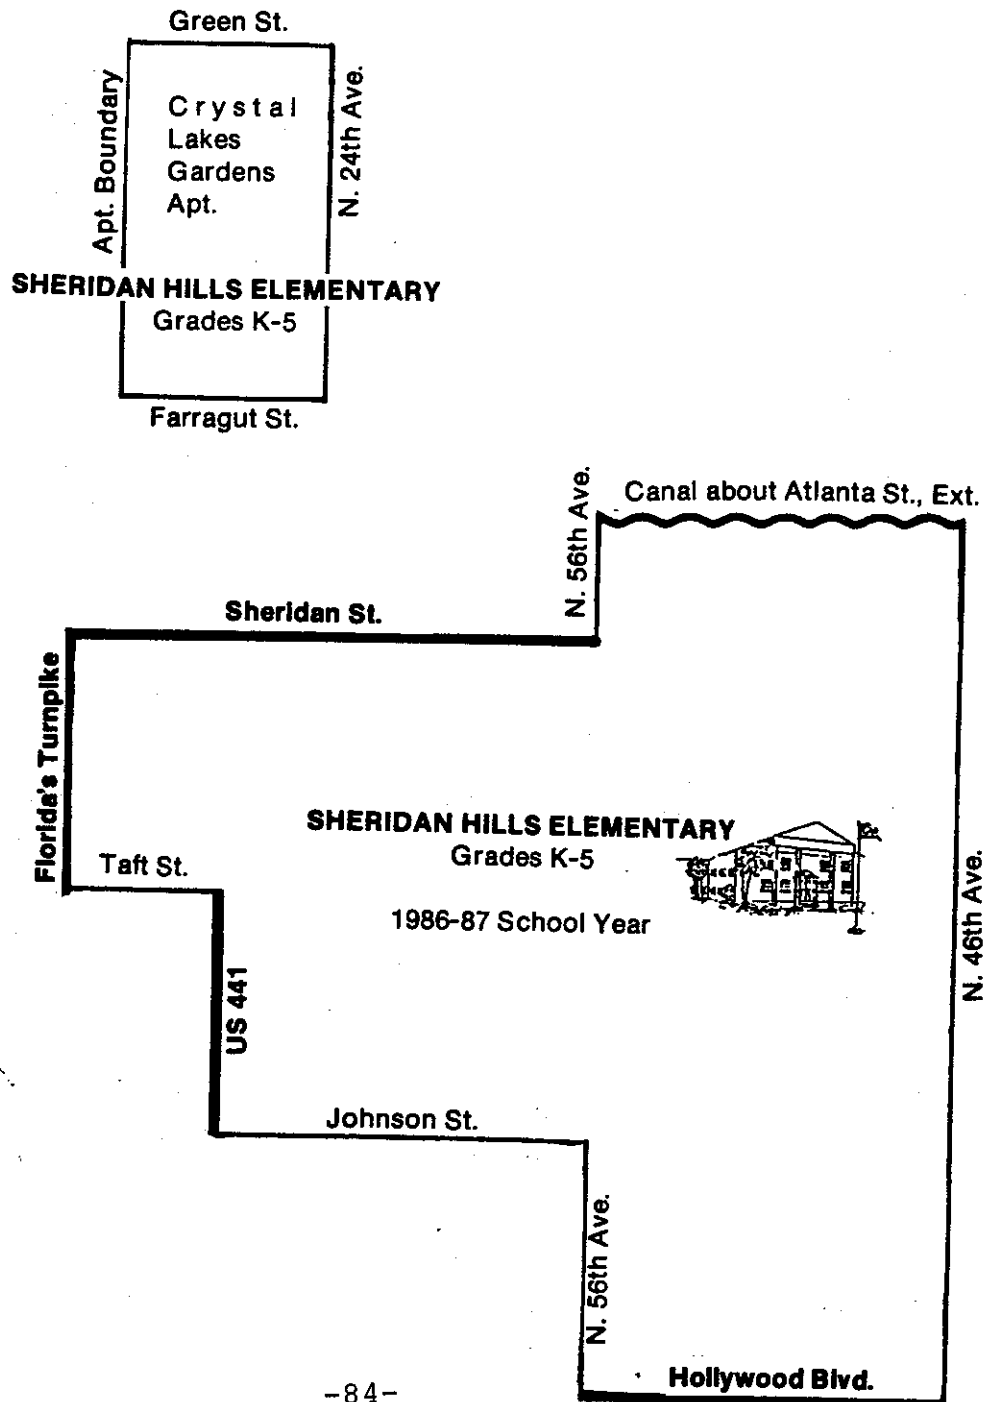 Green St.
Apt. Boundary
Crystal
Lakes
Gardens
Apt.
N. 24th Ave.
SHERIDAN HILLS ELEMENTARY
Grades K-5
Farragut St.
N. 56th Ave.
Canal about Atlanta St., Ext.
Sheridan St.
Florida's Turnpike
SHERIDAN HILLS ELEMENTARY
Grades K-5
1986-87 School Year
N. 46th Ave.
Taft St.
US 441
Johnson St.
N. 56th Ave.
Hollywood Blvd.
-84-